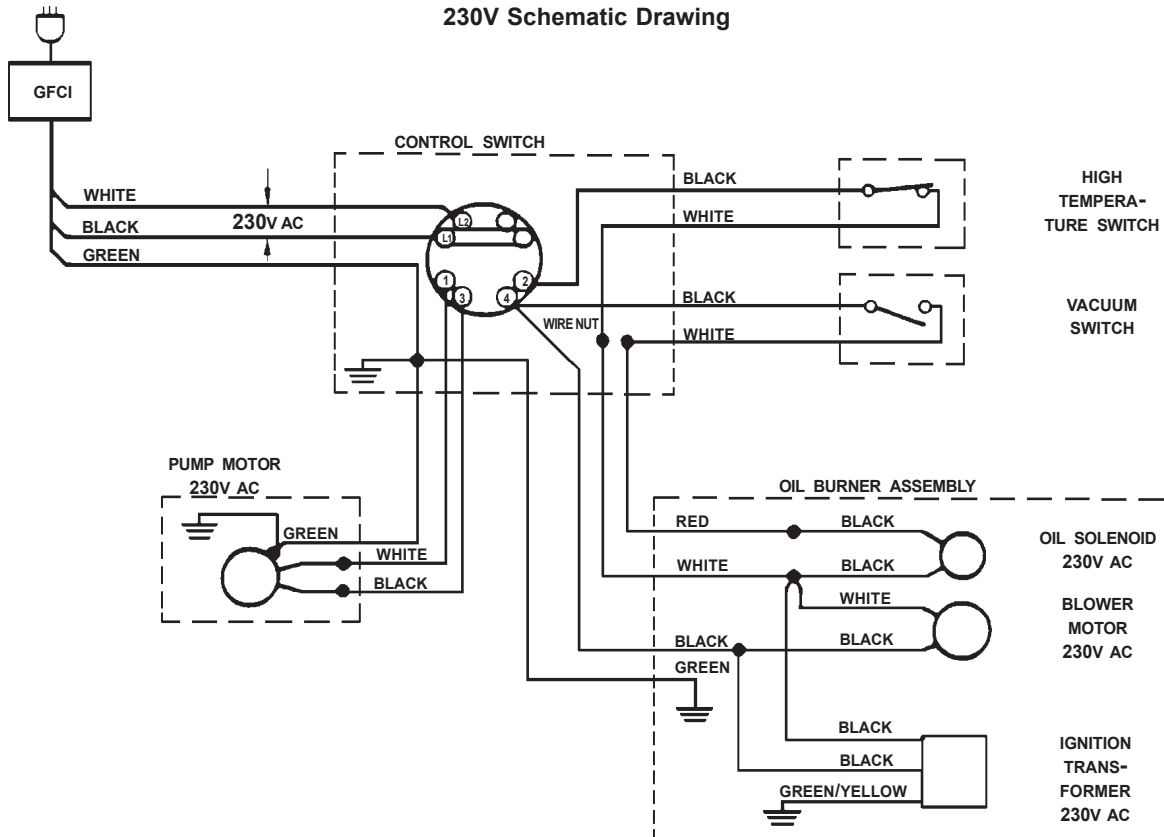 230V Schematic Drawing
GFCI
CONTROL SWITCH
WHITE
230V AC
BLACK
GREEN
L2
L1
1
3
2
4
BLACK
WHITE
HIGH
TEMPERA-
TURE SWITCH
BLACK
WIRE NUT
WHITE
VACUUM
SWITCH
PUMP MOTOR
230V AC
GREEN
WHITE
BLACK
OIL BURNER ASSEMBLY
RED
BLACK
WHITE
BLACK
OIL SOLENOID
230V AC
WHITE
BLACK
BLACK
GREEN
BLOWER
MOTOR
230V AC
BLACK
BLACK
GREEN/YELLOW
IGNITION
TRANS-
FORMER
230V AC